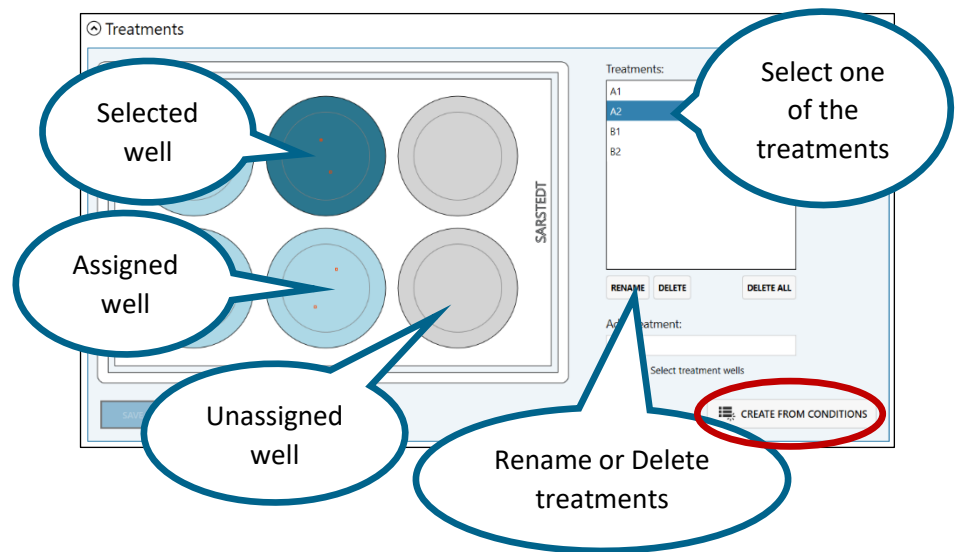 Treatments
Treatments:
A1
A2
B1
B2
SARSTEDT
RENAME DELETE DELETE ALL
Select treatment wells
CREATE FROM CONDITIONS
Selected
well
Assigned
well
Unassigned
well
Select one
of the
treatments
Rename or Delete
treatments